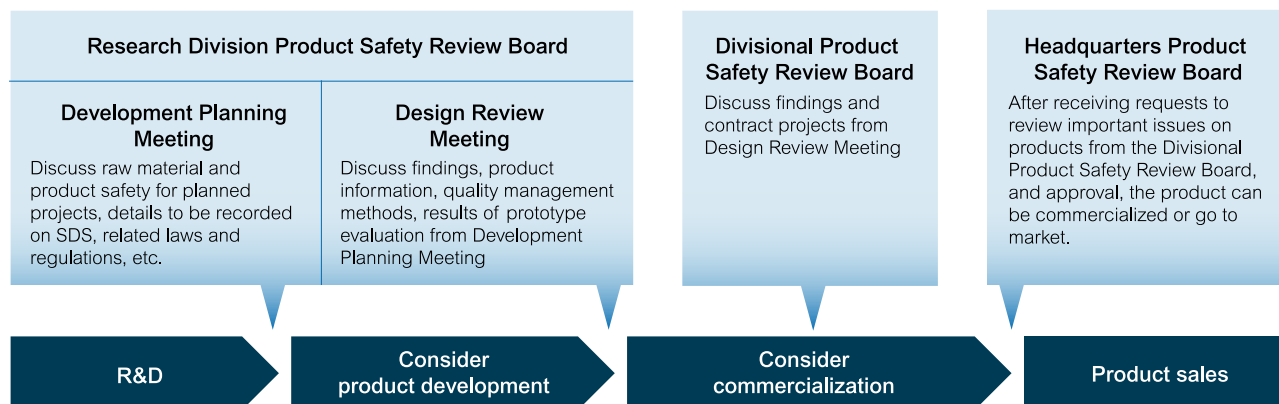 Research Division Product Safety Review Board
Development Planning
Meeting
Discuss raw material and
product safety for planned
projects, details to be recorded
on SDS, related laws and
regulations, etc.
Design Review
Meeting
Discuss findings, product
information, quality management
methods, results of prototype
evaluation from Development
Planning Meeting
Divisional Product
Safety Review Board
Discuss findings and
contract projects from
Design Review Meeting
Headquarters Product
Safety Review Board
After receiving requests to
review important issues on
products from the Divisional
Product Safety Review Board,
and approval, the product can
be commercialized or go to
market.
R&D
Consider
product development
Consider
commercialization
Product sales